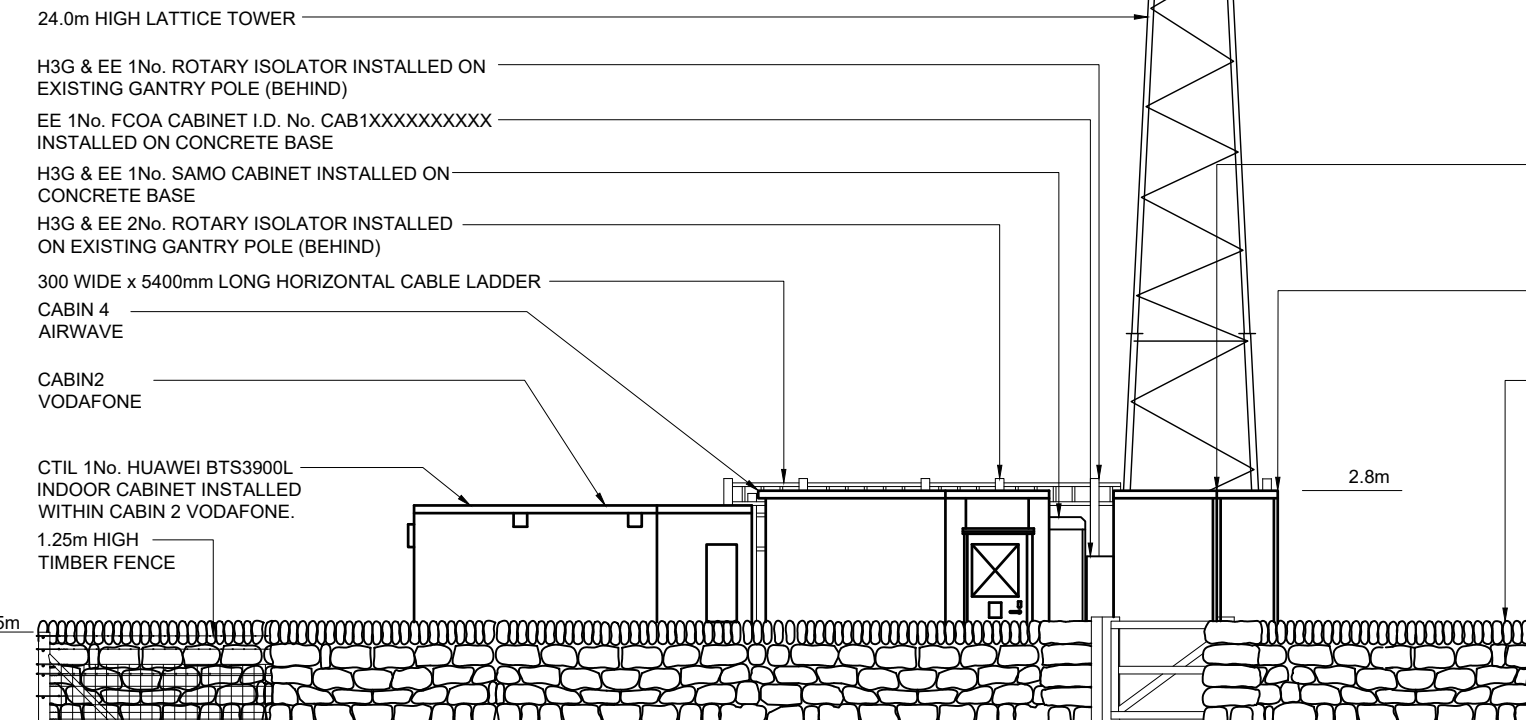 24.0m HIGH LATTICE TOWER
H3G & EE 1No. ROTARY ISOLATOR INSTALLED ON
EXISTING GANTRY POLE (BEHIND)
EE 1No. FCOA CABINET I.D. No. CAB1XXXXXXXXXX
INSTALLED ON CONCRETE BASE
H3G & EE 1No. SAMO CABINET INSTALLED ON
CONCRETE BASE
H3G & EE 2No. ROTARY ISOLATOR INSTALLED
ON EXISTING GANTRY POLE (BEHIND)
300 WIDE x 5400mm LONG HORIZONTAL CABLE LADDER
CABIN 4
AIRWAVE
CABIN2
VODAFONE
CTIL 1No. HUAWEI BTS3900L
INDOOR CABINET INSTALLED
WITHIN CABIN 2 VODAFONE.
1.25m HIGH
TIMBER FENCE
2.8m